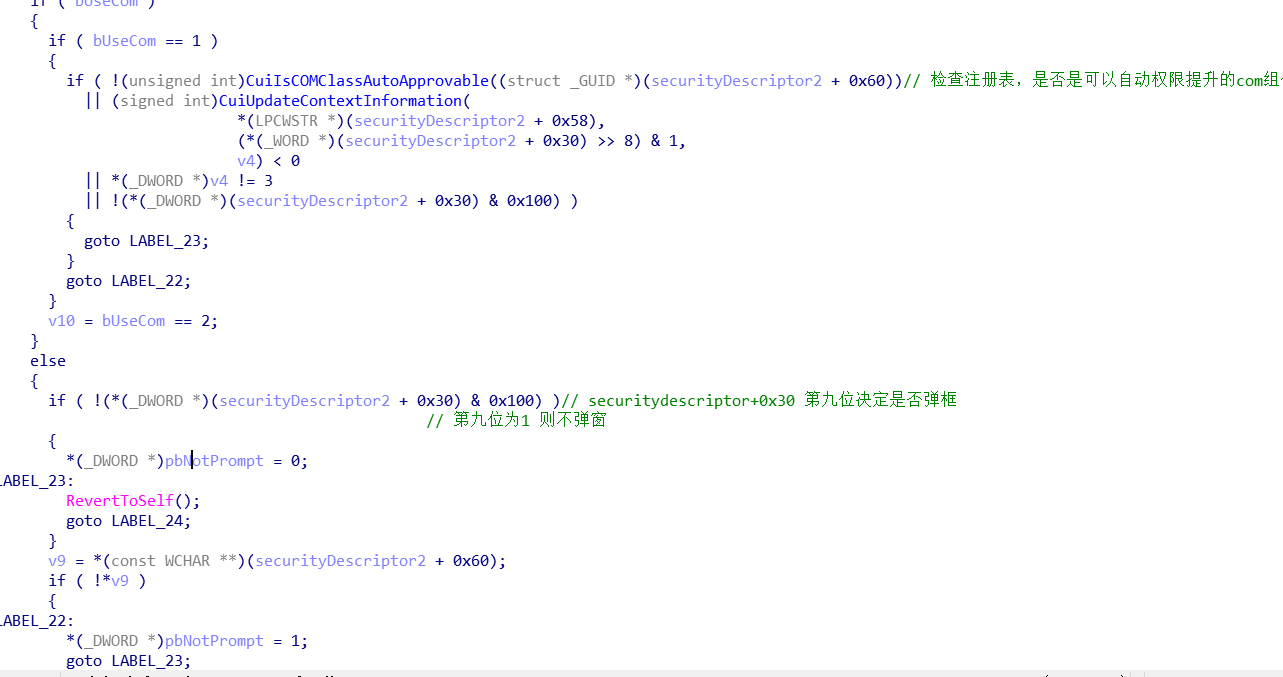 if ( bUseCom )
{
if ( bUseCom == 1 )
{
if ( !(unsigned int)CuiIsCOMClassAutoApprovable((struct _GUID *)(securityDescriptor2 + 0x60))// 检查注册表，是否是可以自动权限提升的com组
|| (signed int)CuiUpdateContextInformation(
*(LPCWSTR *)(securityDescriptor2 + 0x58),
(*(_WORD *)(securityDescriptor2 + 0x30) >> 8) & 1,
v4) < 0
|| *(_DWORD *)v4 != 3
|| !(*(_DWORD *)(securityDescriptor2 + 0x30) & 0x100) )
{
goto LABEL_23;
}
goto LABEL_22;
}
v10 = bUseCom == 2;
}
else
{
if ( !(*(_DWORD *)(securityDescriptor2 + 0x30) & 0x100) )// securitydescriptor+0x30 第九位决定是否弹框
// 第九位为1 则不弹窗
{
*(_DWORD *)pbNotPrompt = 0;
LABEL_23:
RevertToSelf();
goto LABEL_24;
}
v9 = *(const WCHAR **)(securityDescriptor2 + 0x60);
if ( !*v9 )
{
LABEL_22:
*(_DWORD *)pbNotPrompt = 1;
goto LABEL_23;